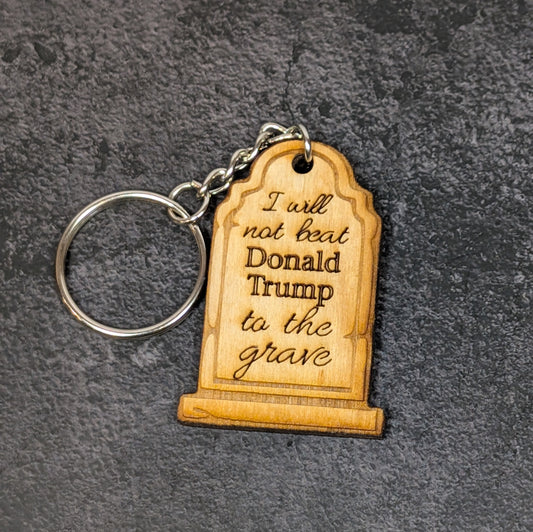 I will
not beat
Donald
Trump
to the
grave